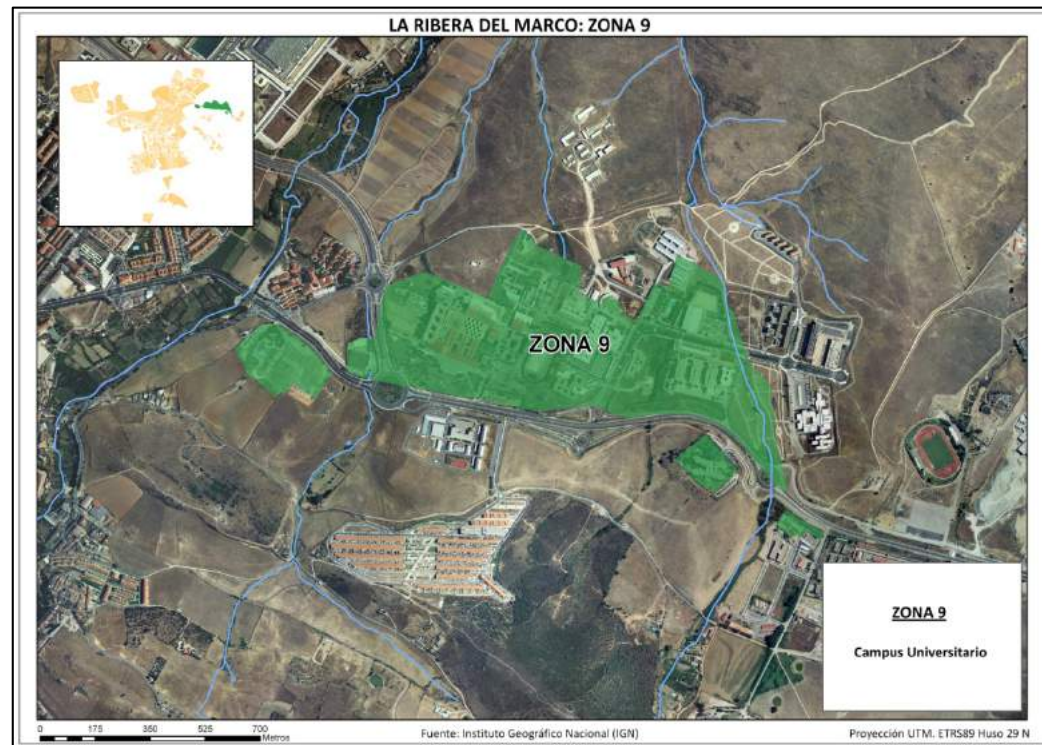 LA RIBERA DEL MARCO: ZONA 9
ZONA 9
ZONA 9
Campus Universitario
0 175 350 525 700
Metros
Fuente: Instituto Geográfico Nacional (IGN)
Proyección UTM. ETRS89 Huso 29 N